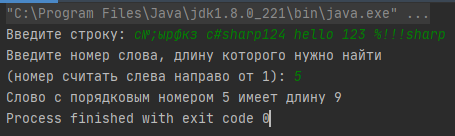 "C:\Program Files\Java\jdk1.8.0_221\bin\java.exe" ...
Введите строку: с№;ырфкз c#sharp124 hello 123 %!!!sharp
Введите номер слова, длину которого нужно найти
(номер считать слева направо от 1): 5
Слово с порядковым номером 5 имеет длину 9
Process finished with exit code 0